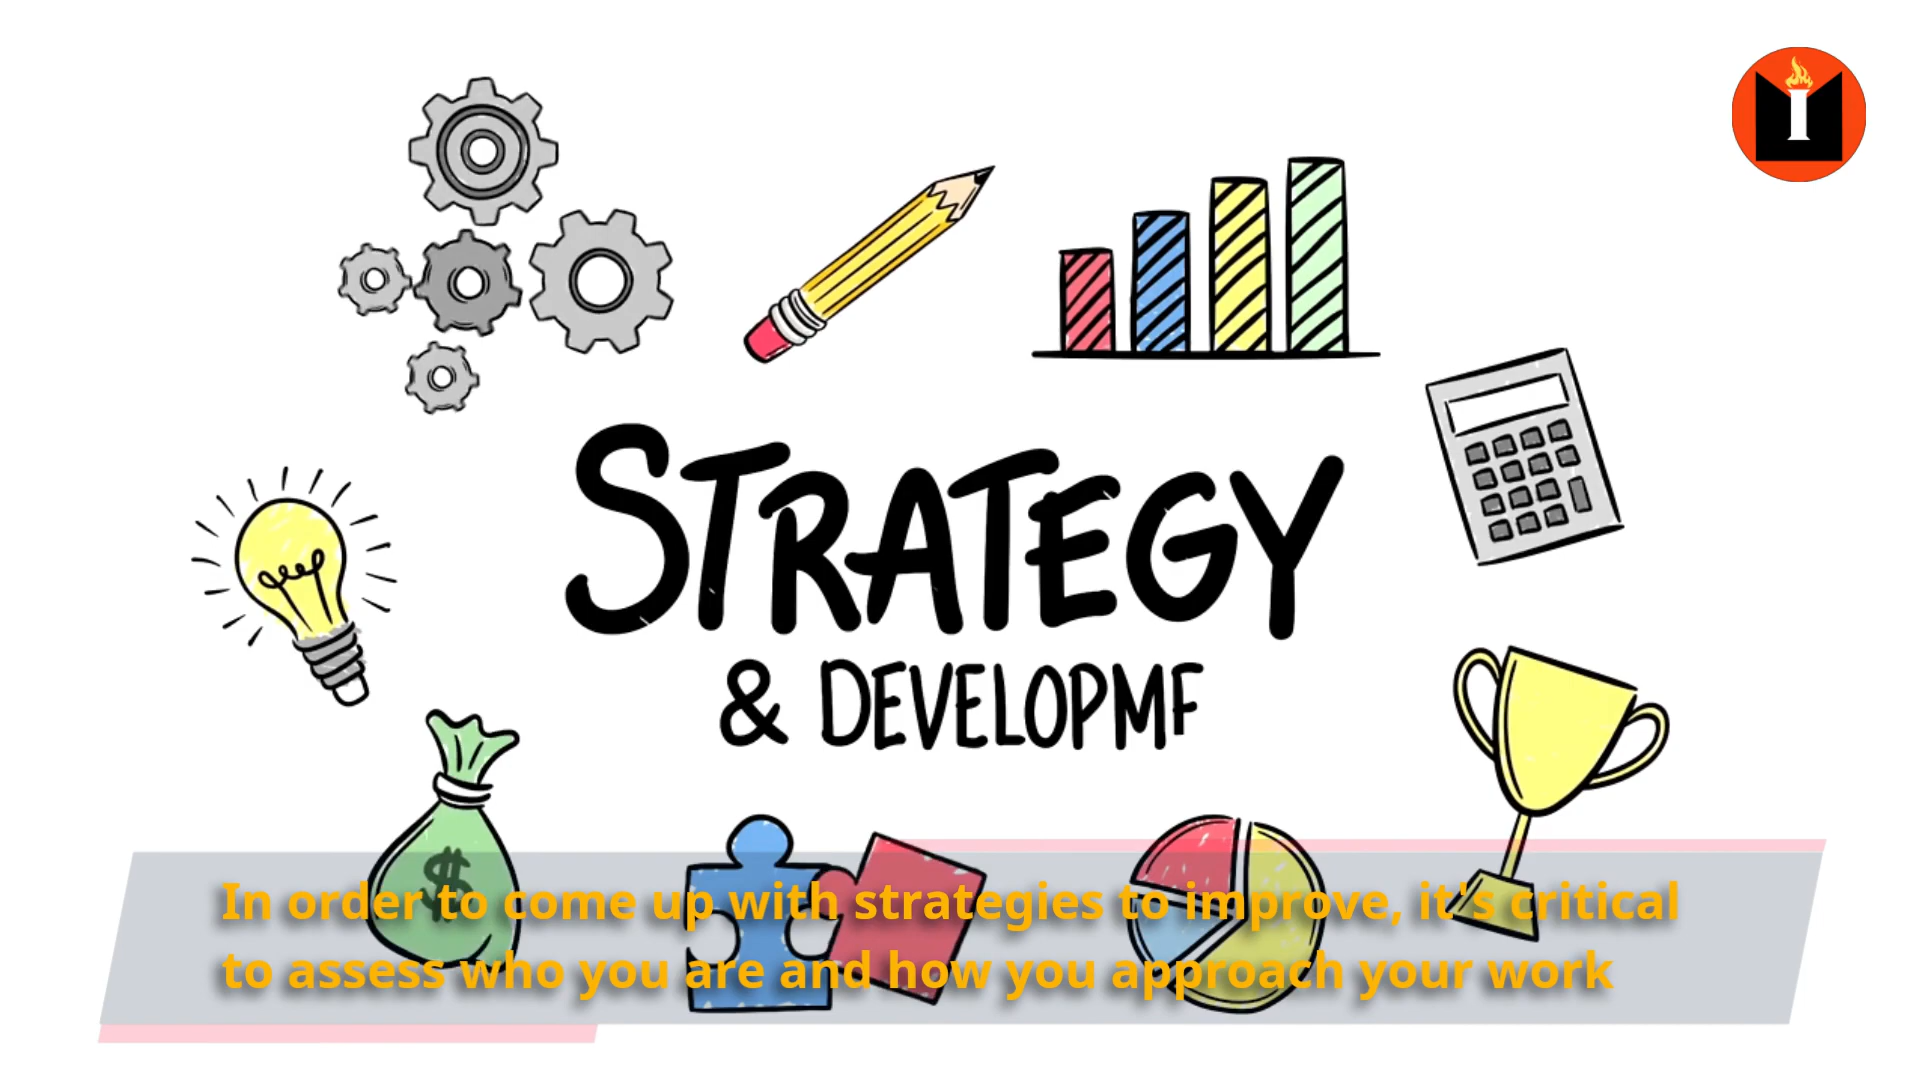 STRATEGY
& DEVELOPMF
$
In order to come up with strategies to improve, it's critical
to assess who you are and how you approach your work